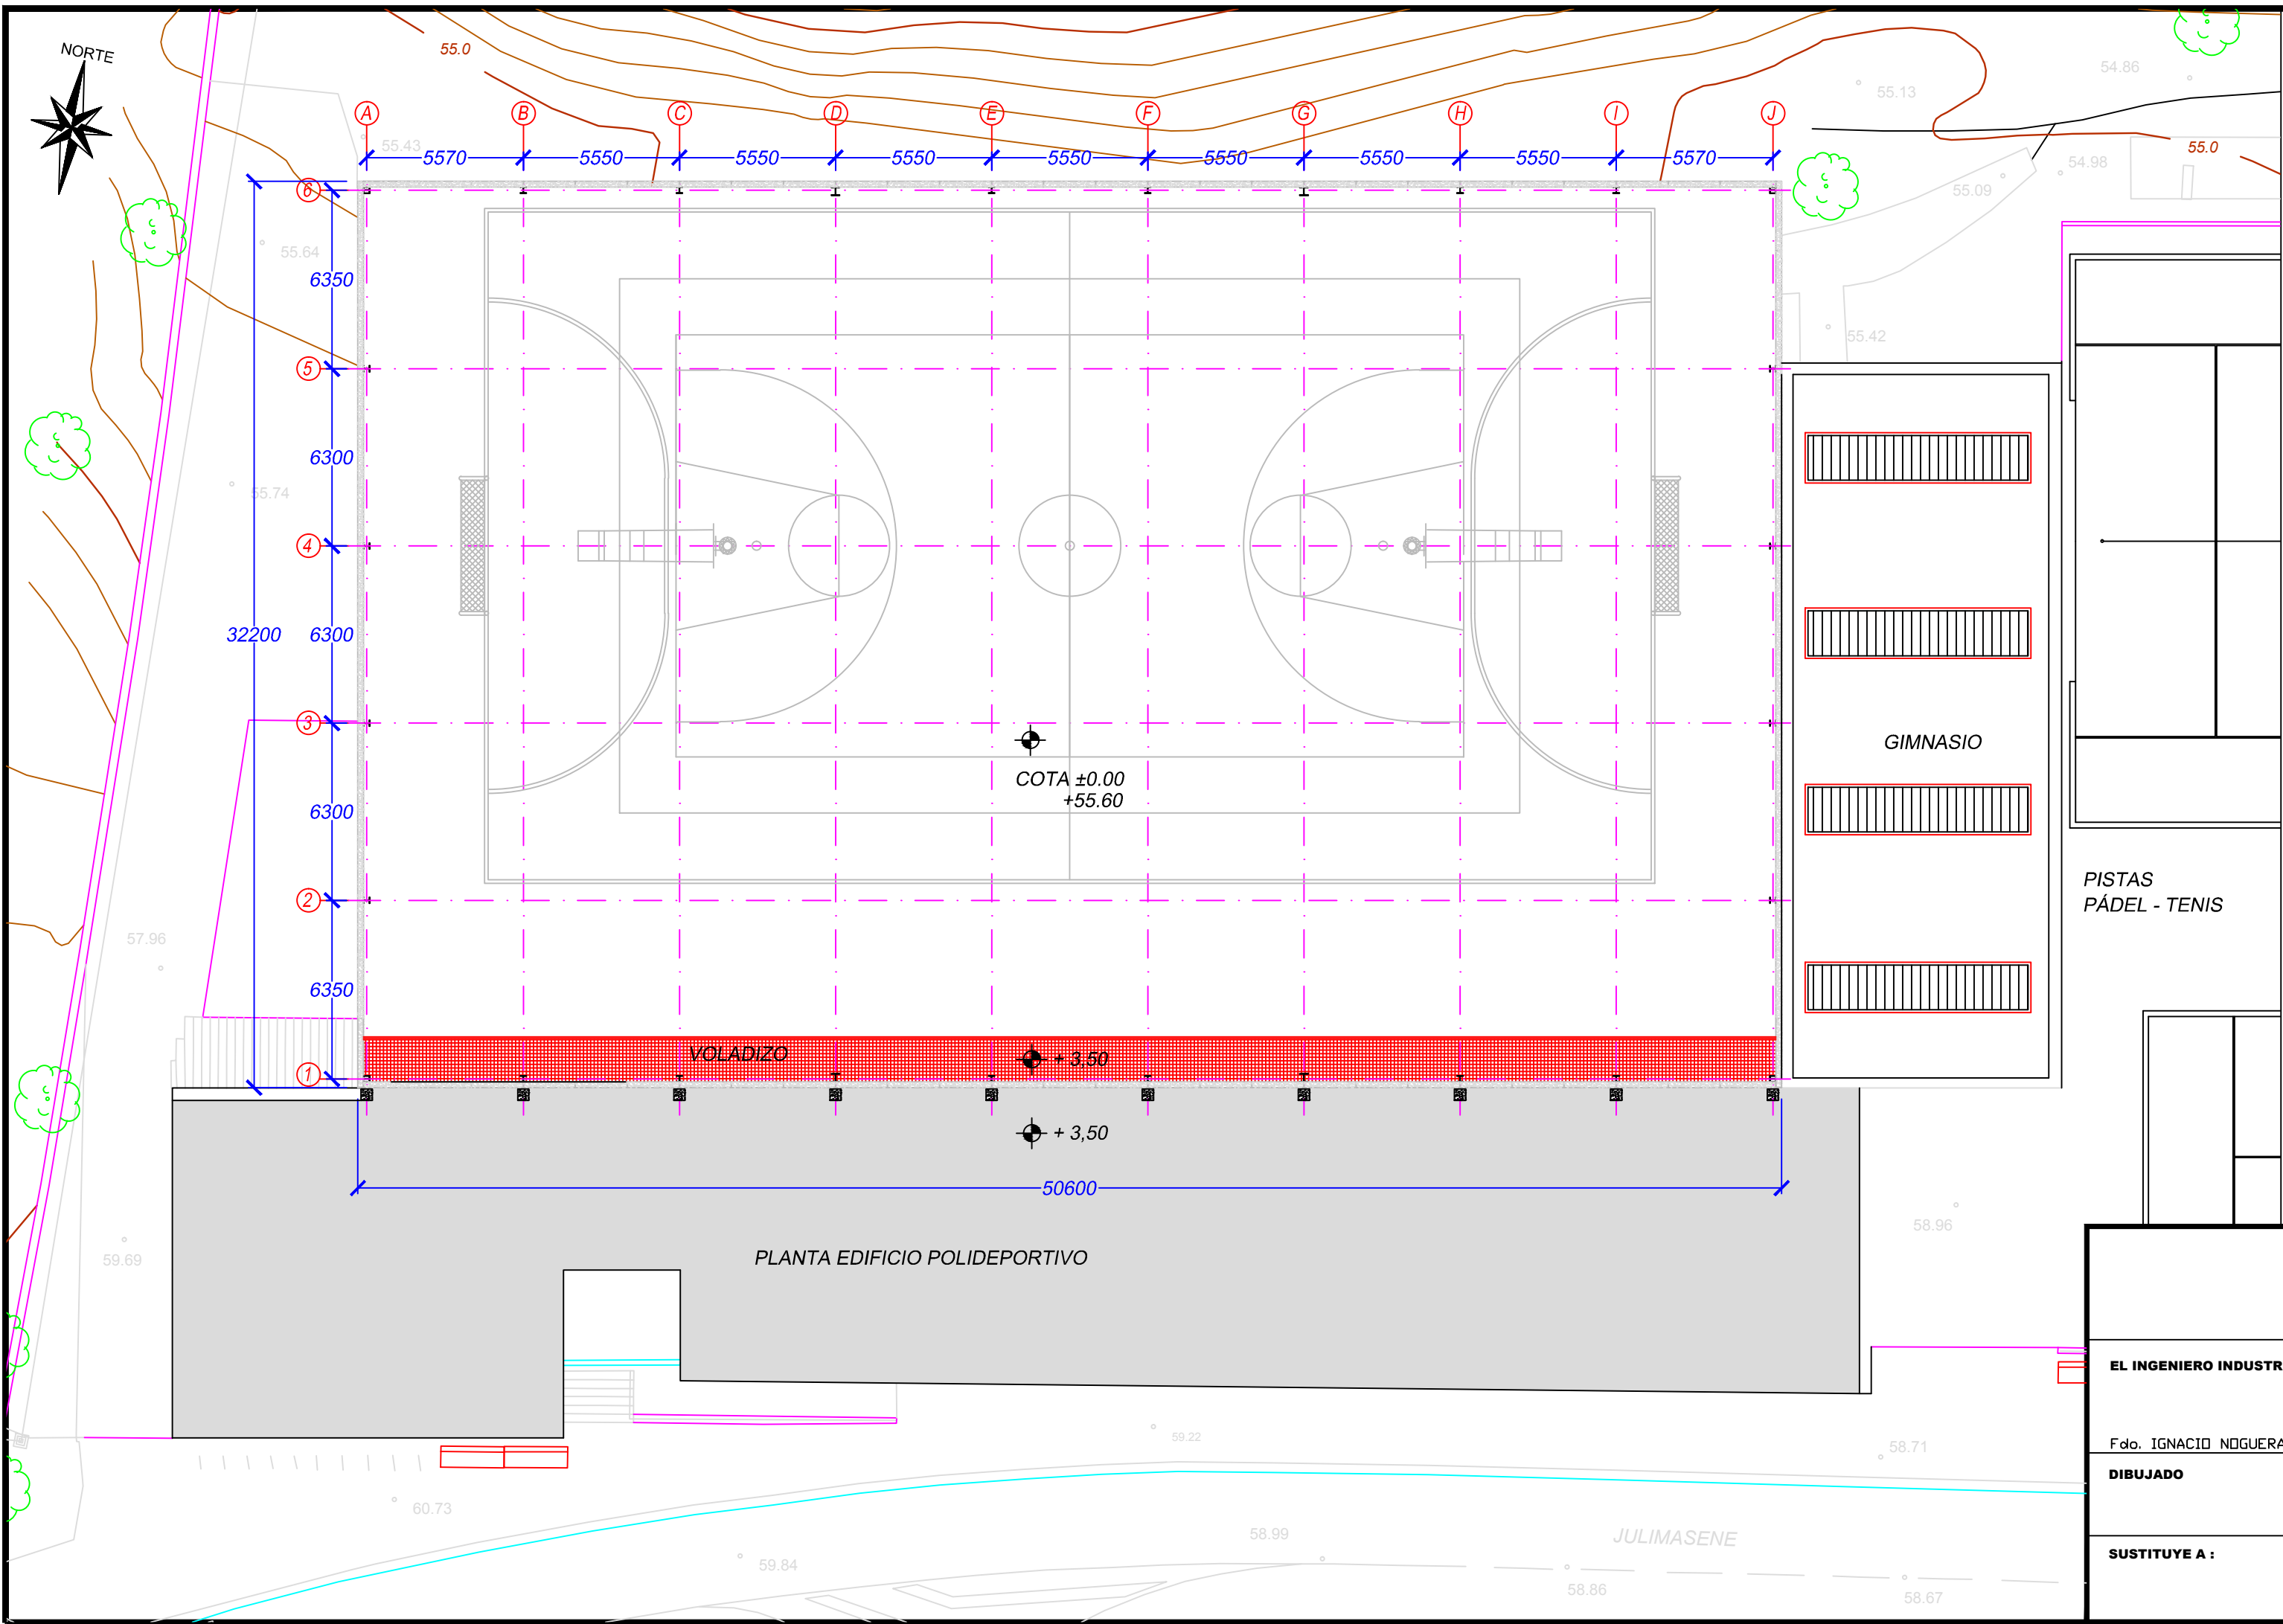 NORTE
55.0
54.86
55.13
A
B
C
D
E
F
G
H
I
J
55.43
5570
5550
5550
5550
5550
5550
5550
5550
5570
55.0
54.98
55.09
6
55.64
6350
55.42
5
6300
55.74
4
32200
6300
3
GIMNASIO
COTA ±0.00
+55.60
6300
PISTAS
PÁDEL - TENIS
2
57.96
6350
VOLADIZO
+ 3,50
1
+ 3,50
50600
58.96
59.69
PLANTA EDIFICIO POLIDEPORTIVO
EL INGENIERO INDUSTR
59.22
58.71
Fdo. IGNACIO NOGUERA
DIBUJADO
60.73
58.99
JULIMASENE
SUSTITUYE A :
59.84
58.86
58.67